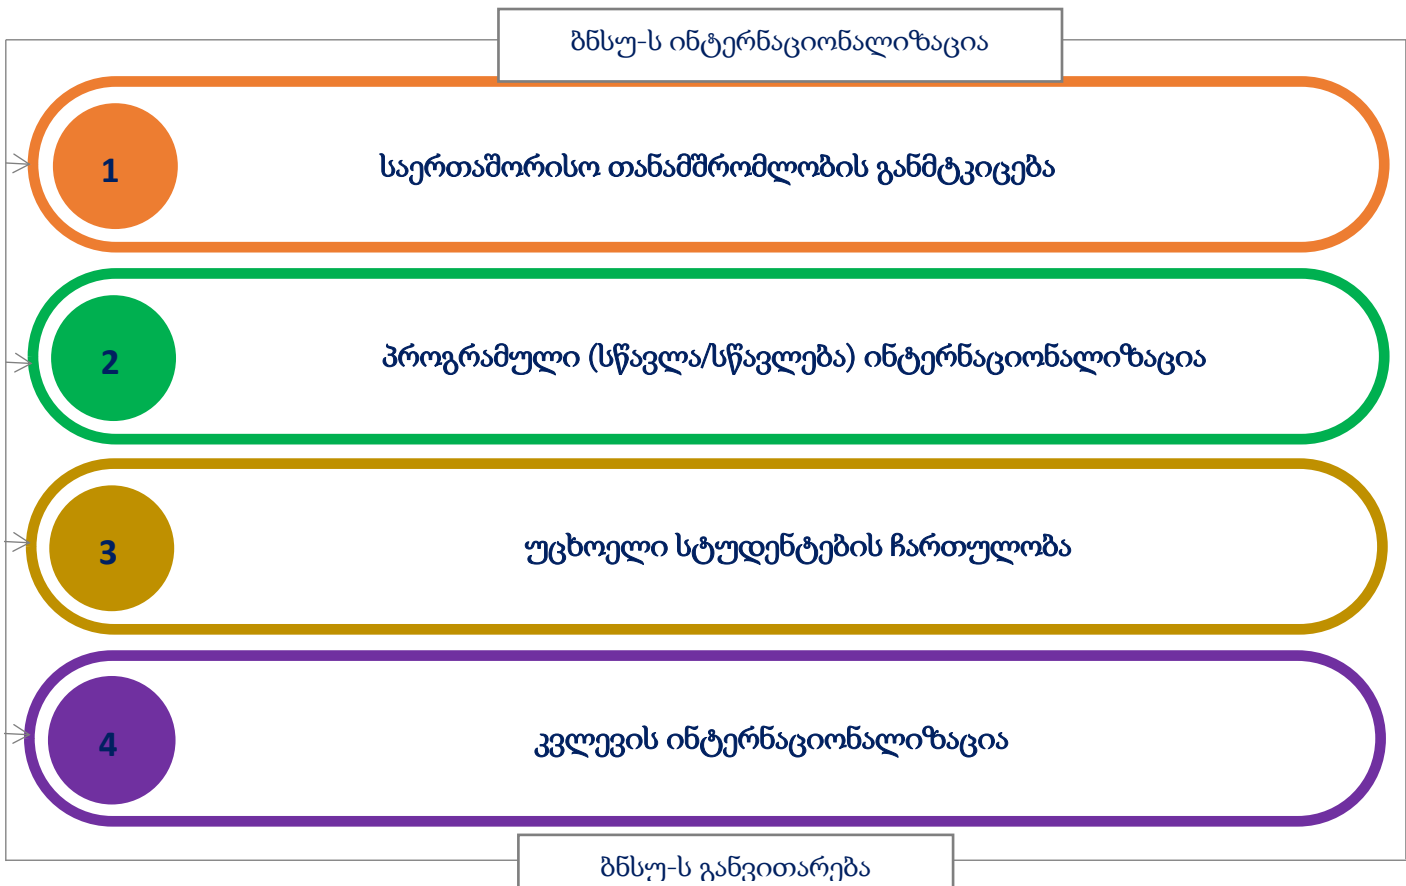 ბნსუ-ს ინტერნაციონალიზაცია
1
საერთაშორისო თანამშრომლობის განმტკიცება
2
პროგრამული (სწავლა/სწავლება) ინტერნაციონალიზაცია
3
უცხოელი სტუდენტების ჩართულობა
4
კვლევის ინტერნაციონალიზაცია
ბნსუ-ს განვითარება